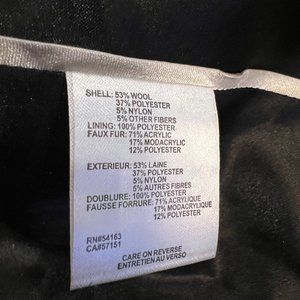 SHELL: 53% WOOL
37% POLYESTER
5% NYLON
5% OTHER FIBERS
LINING: 100% POLYESTER
FAUX FUR: 71% ACRYLIC
17% MODACRYLIC
12% POLYESTER
EXTERIEUR: 53% LAINE
37% POLYESTER
5% NYLON
5% AUTRES FIBRES
DOUBLURE: 100% POLYESTER
FAUSSE FORRURE: 71% ACRYLIQUE
17% MODACRYLIQUE
12% POLYESTER
RN#54163
CA#57151
CARE ON REVERSE
ENTRETIEN AU VERSO